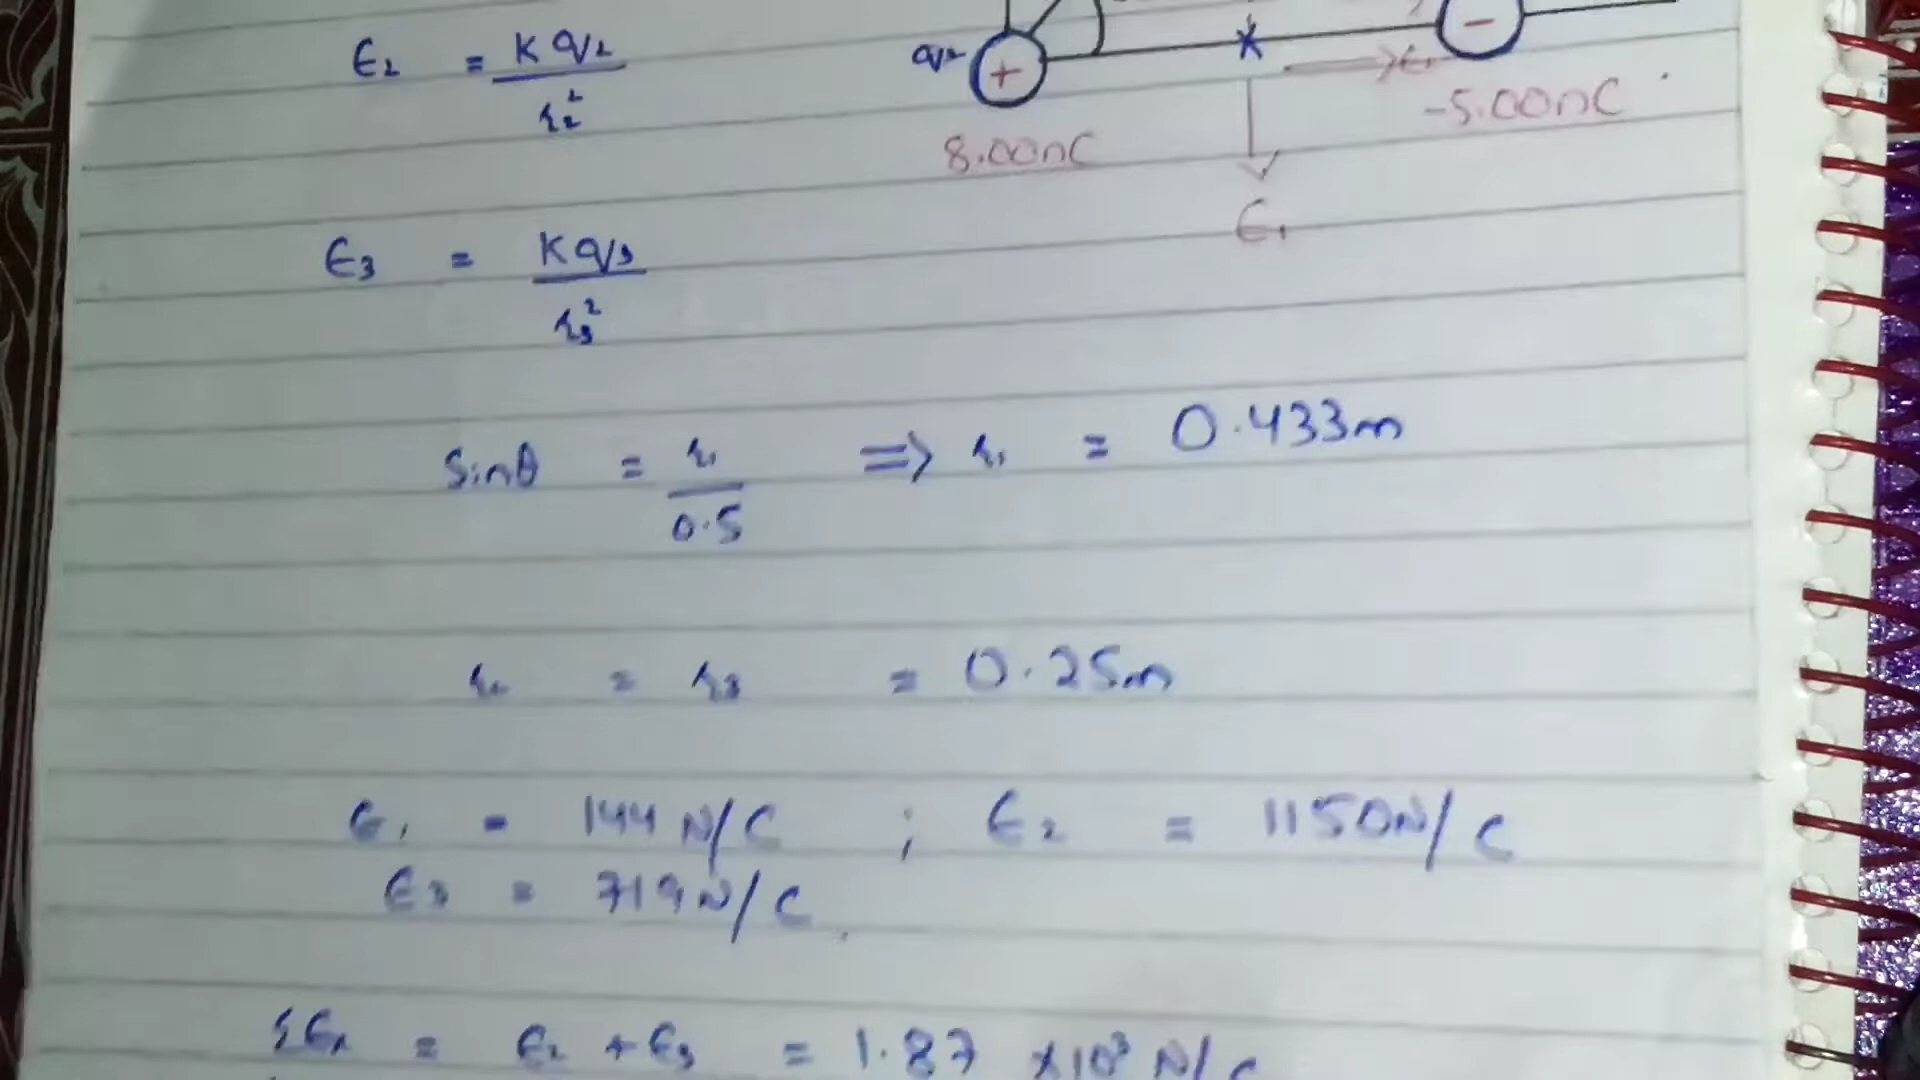 E₂ = Kq₂ / r₂²
q₂ + −
8.00nC
-5.00nC
E₁
E₃ = Kq₃ / r₃²
Sinθ = r₁ / 0.5 => r₁ = 0.433m
r₂ = r₃ = 0.25m
E₁ = 144 N/C ; E₂ = 1150N/C
E₃ = 719N/C.
ΣEₓ = E₂ + E₃ = 1.87 ×10³ N/C